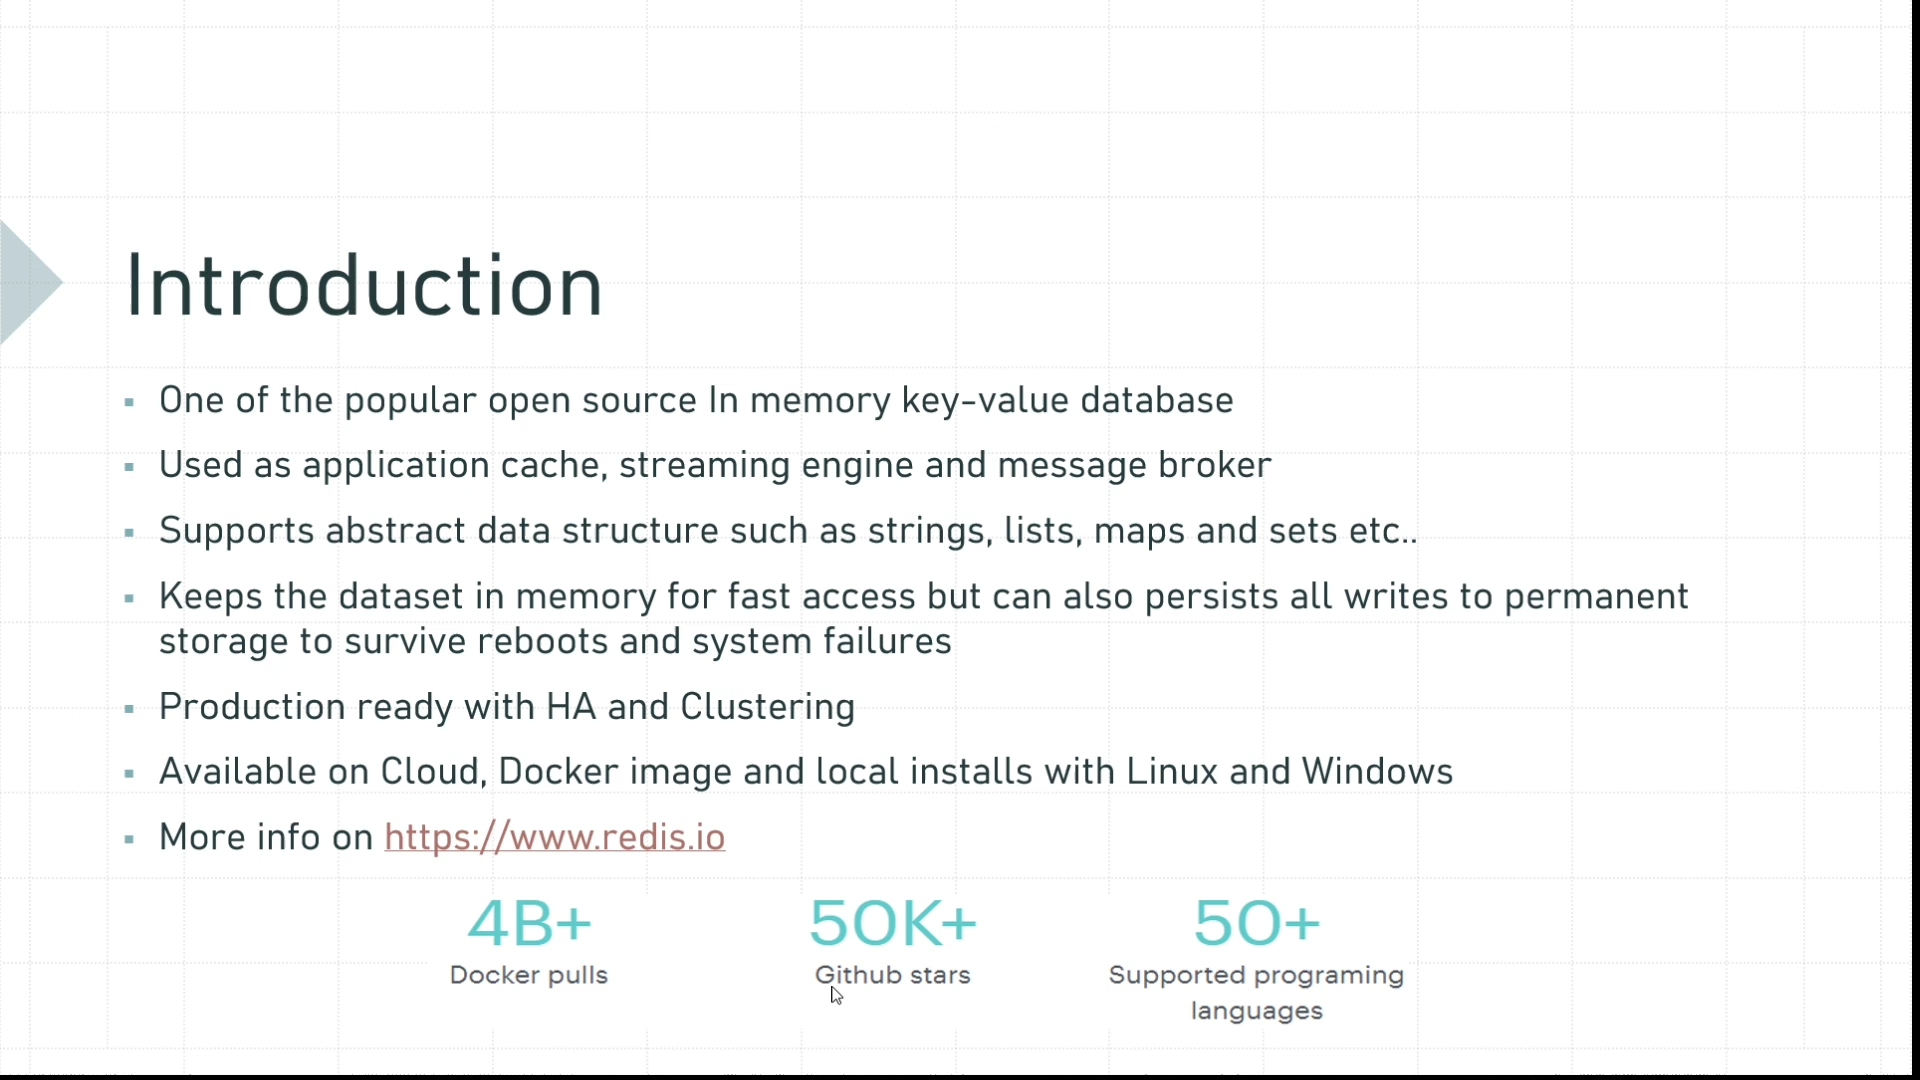 Introduction
▪ One of the popular open source In memory key-value database
▪ Used as application cache, streaming engine and message broker
▪ Supports abstract data structure such as strings, lists, maps and sets etc..
▪ Keeps the dataset in memory for fast access but can also persists all writes to permanent
storage to survive reboots and system failures
▪ Production ready with HA and Clustering
▪ Available on Cloud, Docker image and local installs with Linux and Windows
▪ More info on https://www.redis.io
4B+ 50K+ 50+
Docker pulls Github stars Supported programing
languages